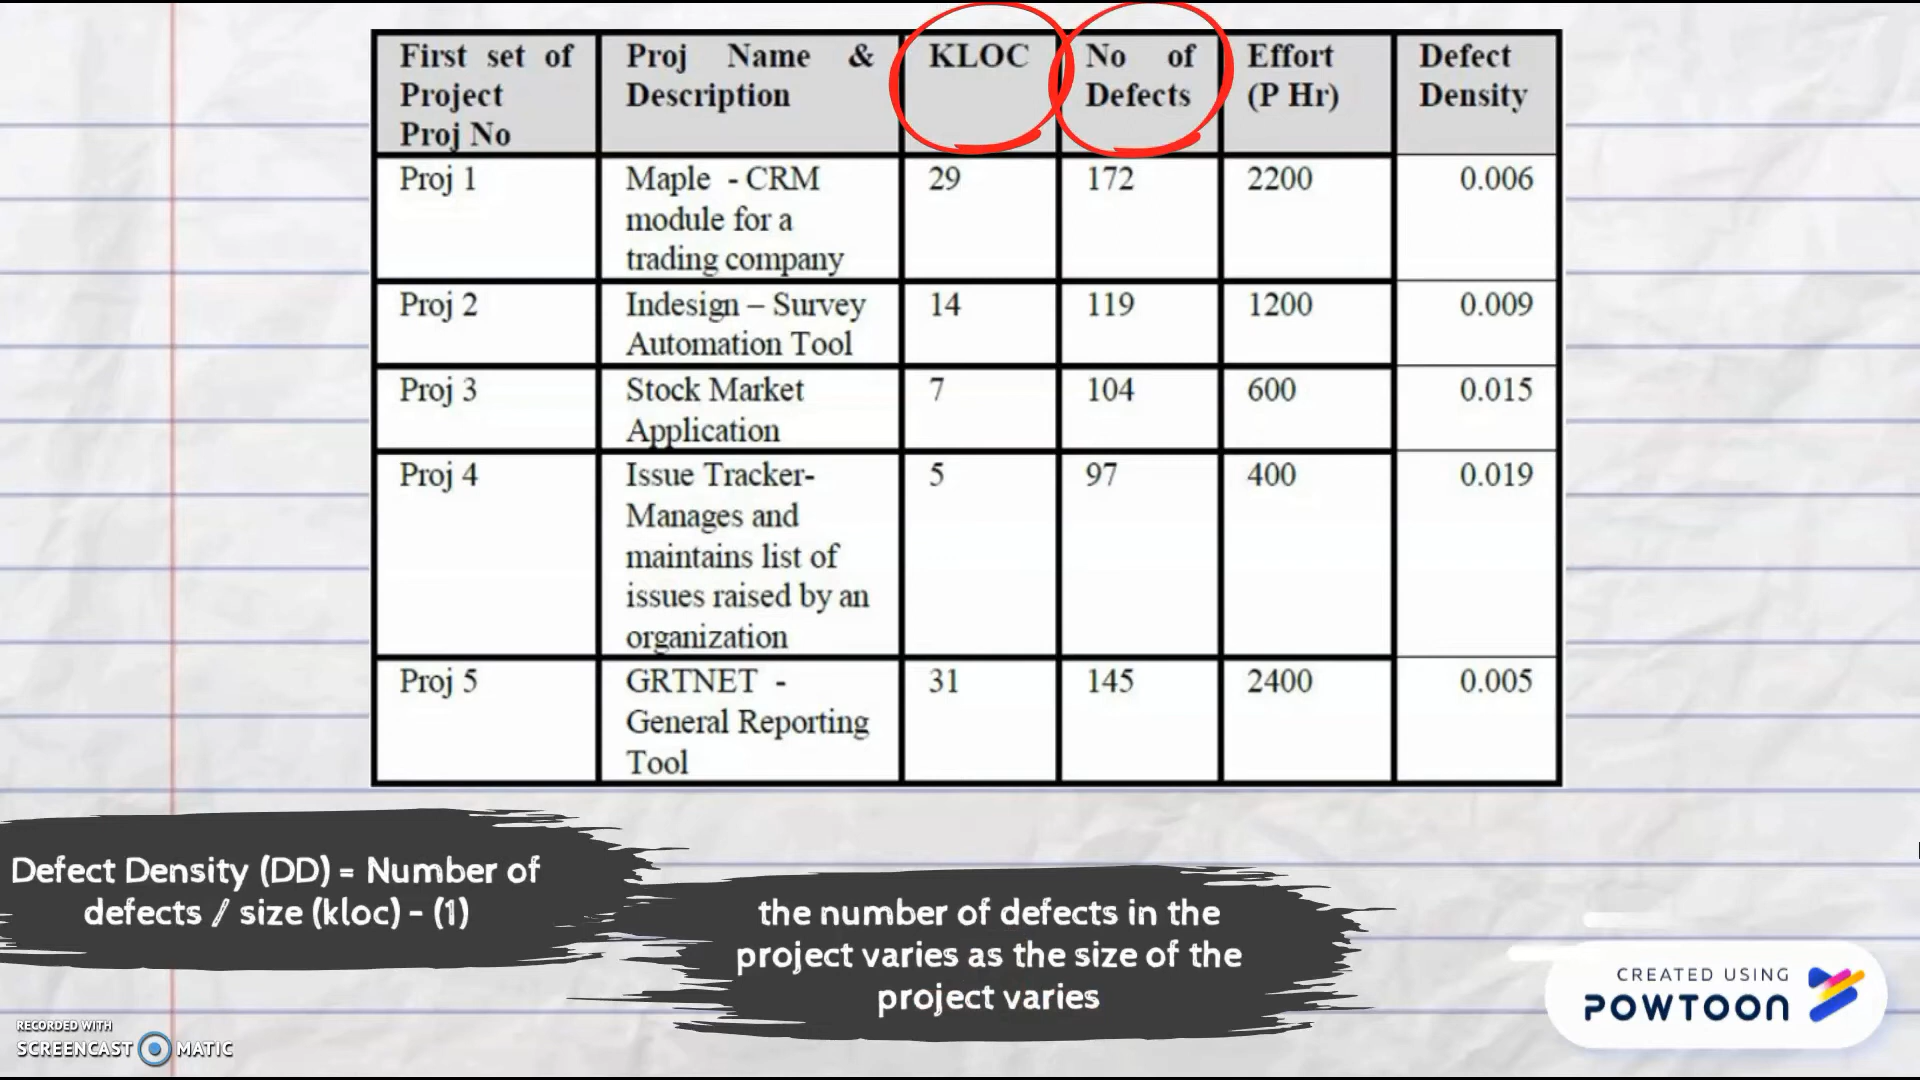 First set of Project Proj No | Proj Name & Description | KLOC | No of Defects | Effort (P Hr) | Defect Density
Proj 1 | Maple - CRM module for a trading company | 29 | 172 | 2200 | 0.006
Proj 2 | Indesign – Survey Automation Tool | 14 | 119 | 1200 | 0.009
Proj 3 | Stock Market Application | 7 | 104 | 600 | 0.015
Proj 4 | Issue Tracker- Manages and maintains list of issues raised by an organization | 5 | 97 | 400 | 0.019
Proj 5 | GRTNET - General Reporting Tool | 31 | 145 | 2400 | 0.005
Defect Density (DD) = Number of
defects / size (kloc) - (1)
the number of defects in the
project varies as the size of the
project varies
CREATED USING
POWTOON
RECORDED WITH
SCREENCAST MATIC